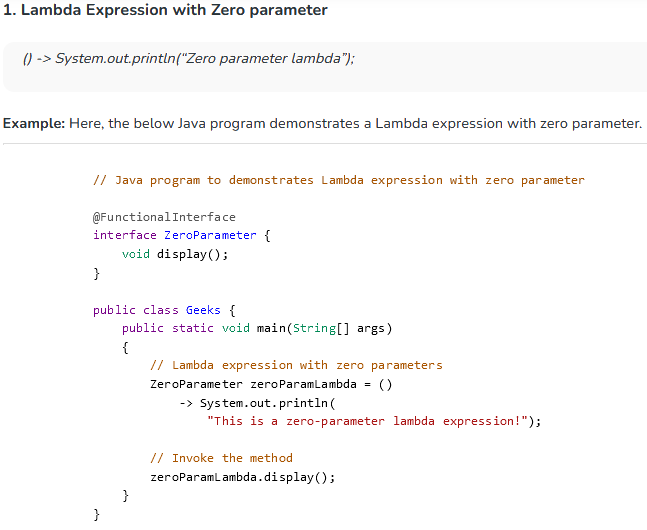 1. Lambda Expression with Zero parameter
() -> System.out.println(“Zero parameter lambda”);
Example: Here, the below Java program demonstrates a Lambda expression with zero parameter.
// Java program to demonstrates Lambda expression with zero parameter
@FunctionalInterface
interface ZeroParameter {
    void display();
}
public class Geeks {
    public static void main(String[] args)
    {
        // Lambda expression with zero parameters
        ZeroParameter zeroParamLambda = ()
            -> System.out.println(
                "This is a zero-parameter lambda expression!");
        // Invoke the method
        zeroParamLambda.display();
    }
}